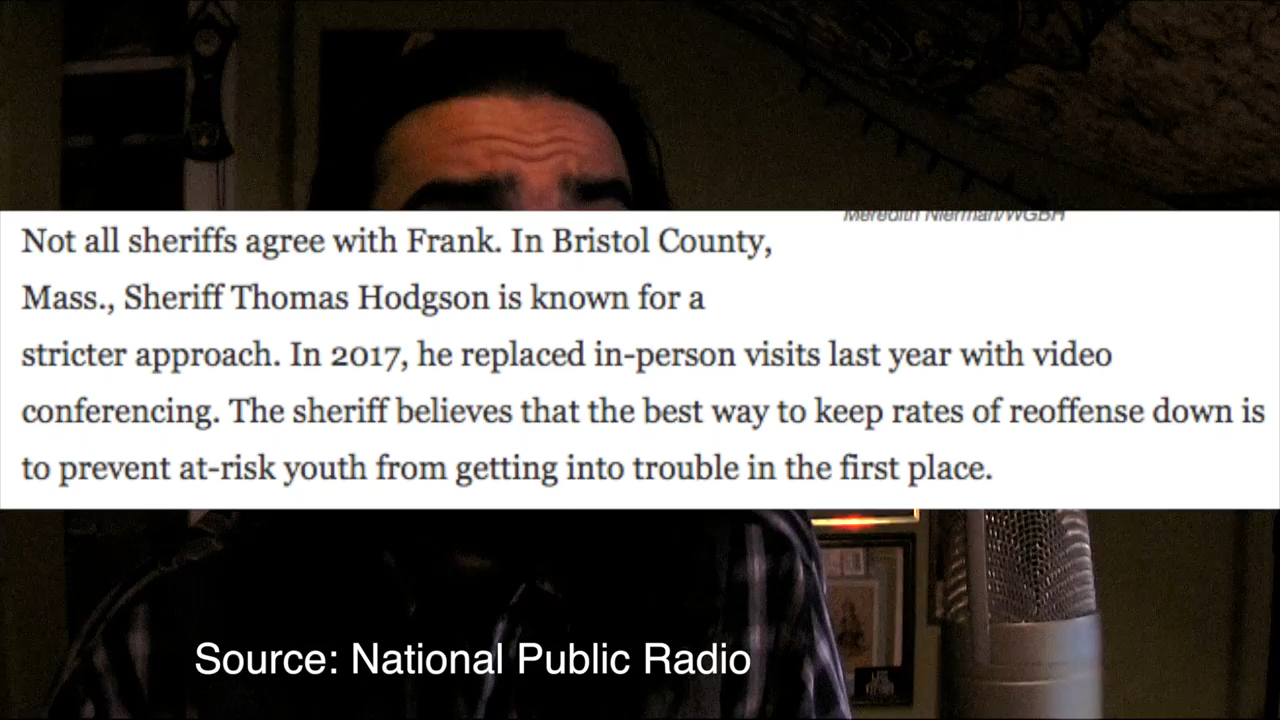 Meredith Nierman/WGBH
Not all sheriffs agree with Frank. In Bristol County,
Mass., Sheriff Thomas Hodgson is known for a
stricter approach. In 2017, he replaced in-person visits last year with video
conferencing. The sheriff believes that the best way to keep rates of reoffense down is
to prevent at-risk youth from getting into trouble in the first place.
Source: National Public Radio